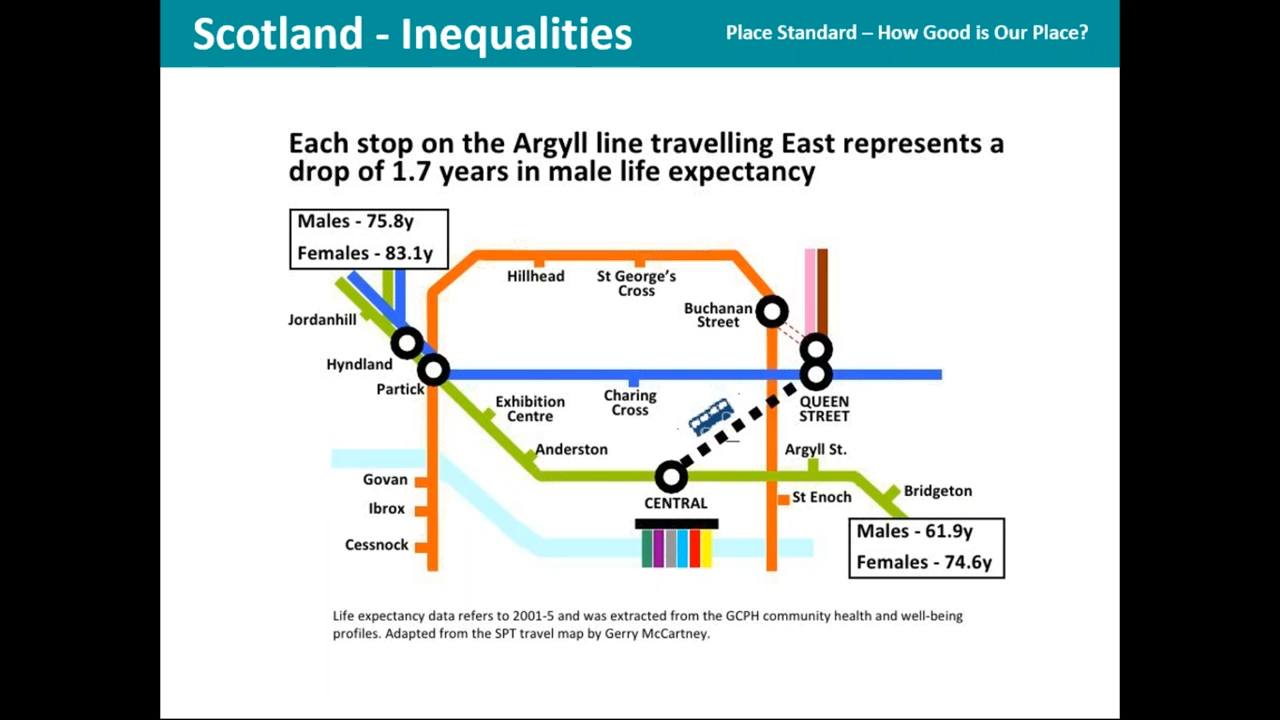 Scotland - Inequalities
Place Standard – How Good is Our Place?
Each stop on the Argyll line travelling East represents a
drop of 1.7 years in male life expectancy
Males - 75.8y
Females - 83.1y
Hillhead
St George's
Cross
Buchanan
Street
Jordanhill
Hyndland
Partick
Exhibition
Centre
Charing
Cross
QUEEN
STREET
Anderston
Argyll St.
Govan
CENTRAL
St Enoch
Bridgeton
Ibrox
Cessnock
Males - 61.9y
Females - 74.6y
Life expectancy data refers to 2001-5 and was extracted from the GCPH community health and well-being
profiles. Adapted from the SPT travel map by Gerry McCartney.